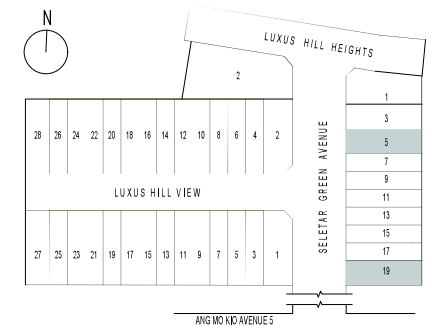 N
LUXUS HILL HEIGHTS
2
1
3
5
7
9
11
13
15
17
19
SELETAR GREEN AVENUE
28 26 24 22 20 18 16 14 12 10 8 6 4 2
LUXUS HILL VIEW
27 25 23 21 19 17 15 13 11 9 7 5 3 1
ANG MO KIO AVENUE 5